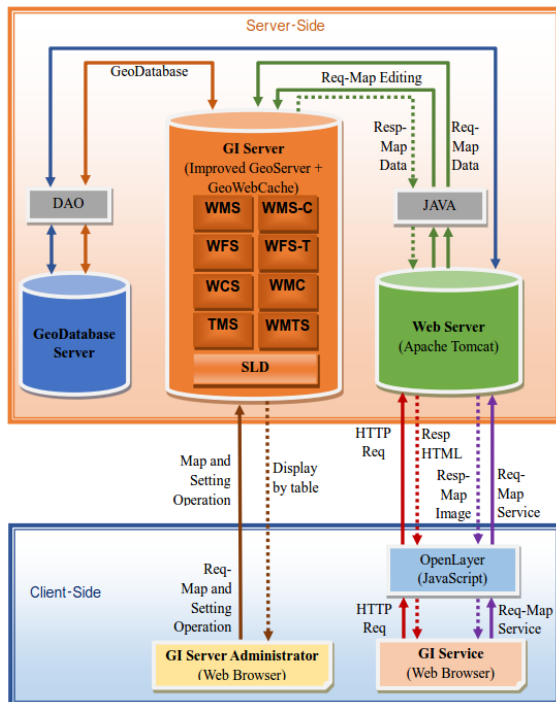 Server-Side
GeoDatabase
Req-Map Editing
GI Server
(Improved GeoServer +
GeoWebCache)
Resp-
Map
Data
Req-
Map
Data
DAO
JAVA
WMS
WMS-C
WFS
WFS-T
WCS
WMC
TMS
WMTS
SLD
GeoDatabase
Server
Web Server
(Apache Tomcat)
Map and
Setting
Operation
Display
by table
HTTP
Req
Resp
HTML
Resp-
Map
Image
Req-
Map
Service
Client-Side
Req-
Map and
Setting
Operation
OpenLayer
(JavaScript)
HTTP
Req
Req-Map
Service
GI Server Administrator
(Web Browser)
GI Service
(Web Browser)